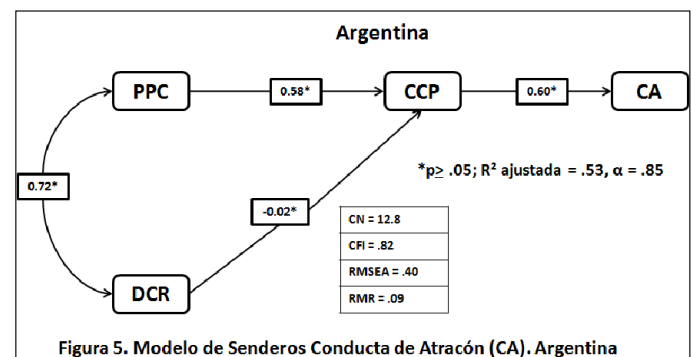 Argentina
PPC
0.58*
CCP
0.60*
CA
*p≥ .05; R² ajustada = .53, α = .85
0.72*
-0.02*
CN = 12.8
CFI = .82
RMSEA = .40
RMR = .09
DCR
Figura 5. Modelo de Senderos Conducta de Atracón (CA). Argentina